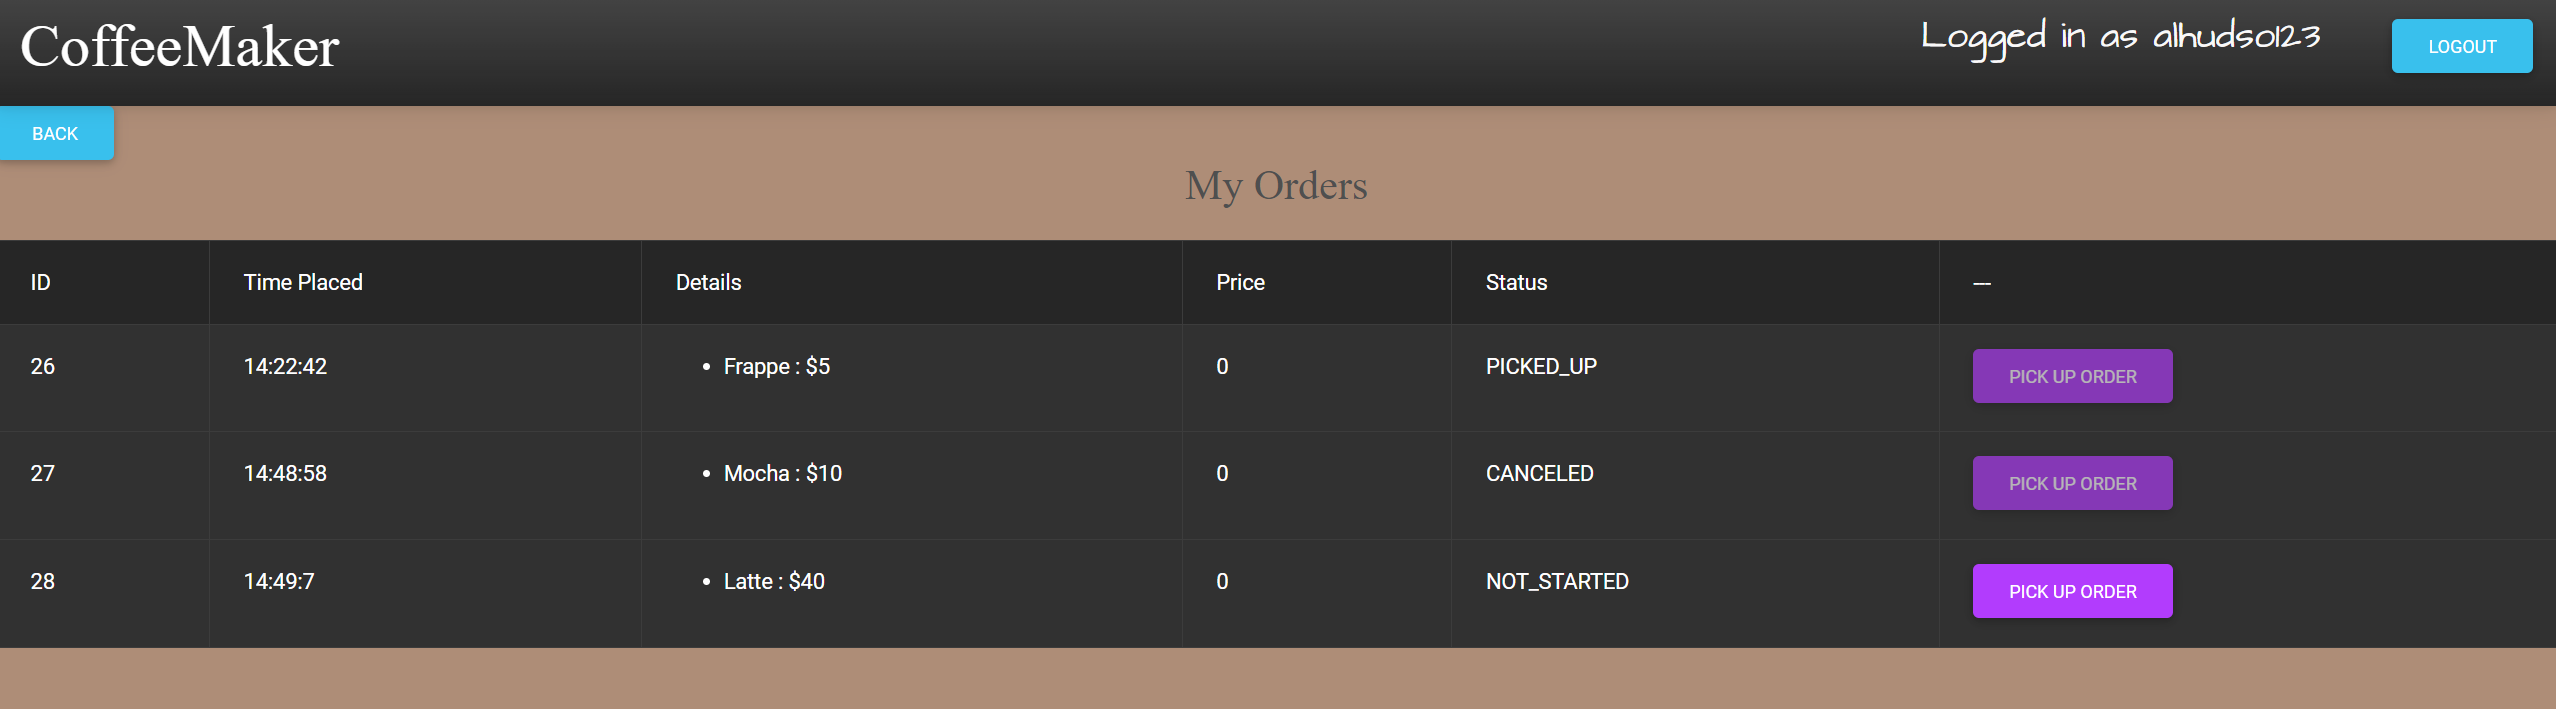 CoffeeMaker
Logged in as alhudso123
LOGOUT
BACK
My Orders
ID Time Placed Details Price Status ---
26 14:22:42 • Frappe : $5 0 PICKED_UP PICK UP ORDER
27 14:48:58 • Mocha : $10 0 CANCELED PICK UP ORDER
28 14:49:7 • Latte : $40 0 NOT_STARTED PICK UP ORDER